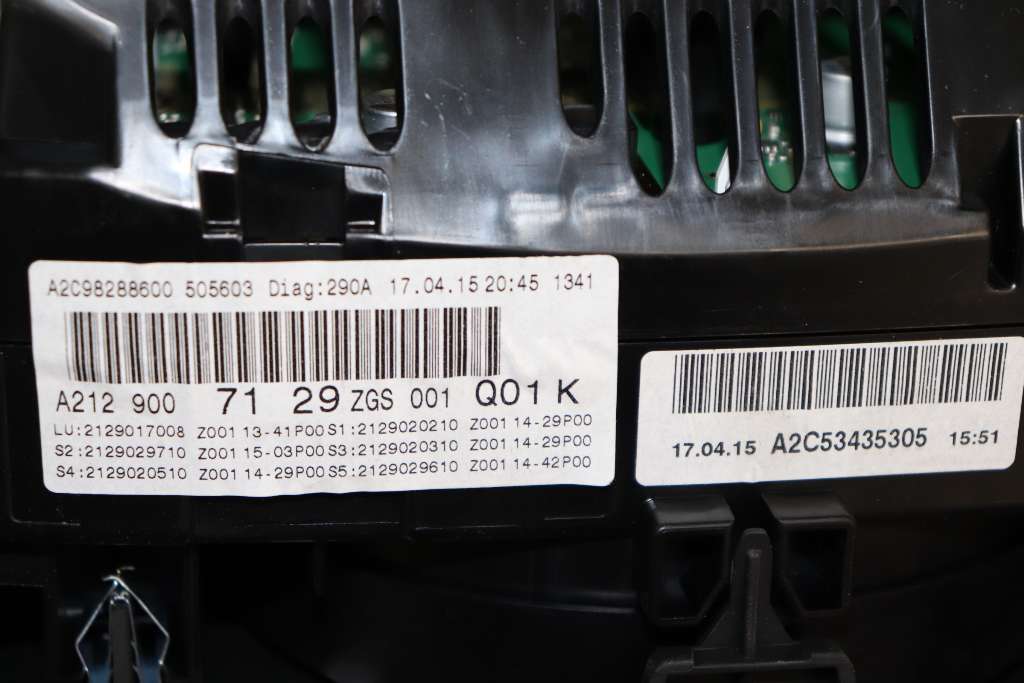 A2C98288600 505603 Diag:290A 17.04.15 20:45 1341
A212 900 71 29 ZGS 001 Q01 K
LU:2129017008 Z001 13-41P00 S1:2129020210 Z001 14-29P00
S2:2129029710 Z001 15-03P00 S3:2129020310 Z001 14-29P00
S4:2129020510 Z001 14-29P00 S5:2129029610 Z001 14-42P00
17.04.15 A2C53435305 15:51